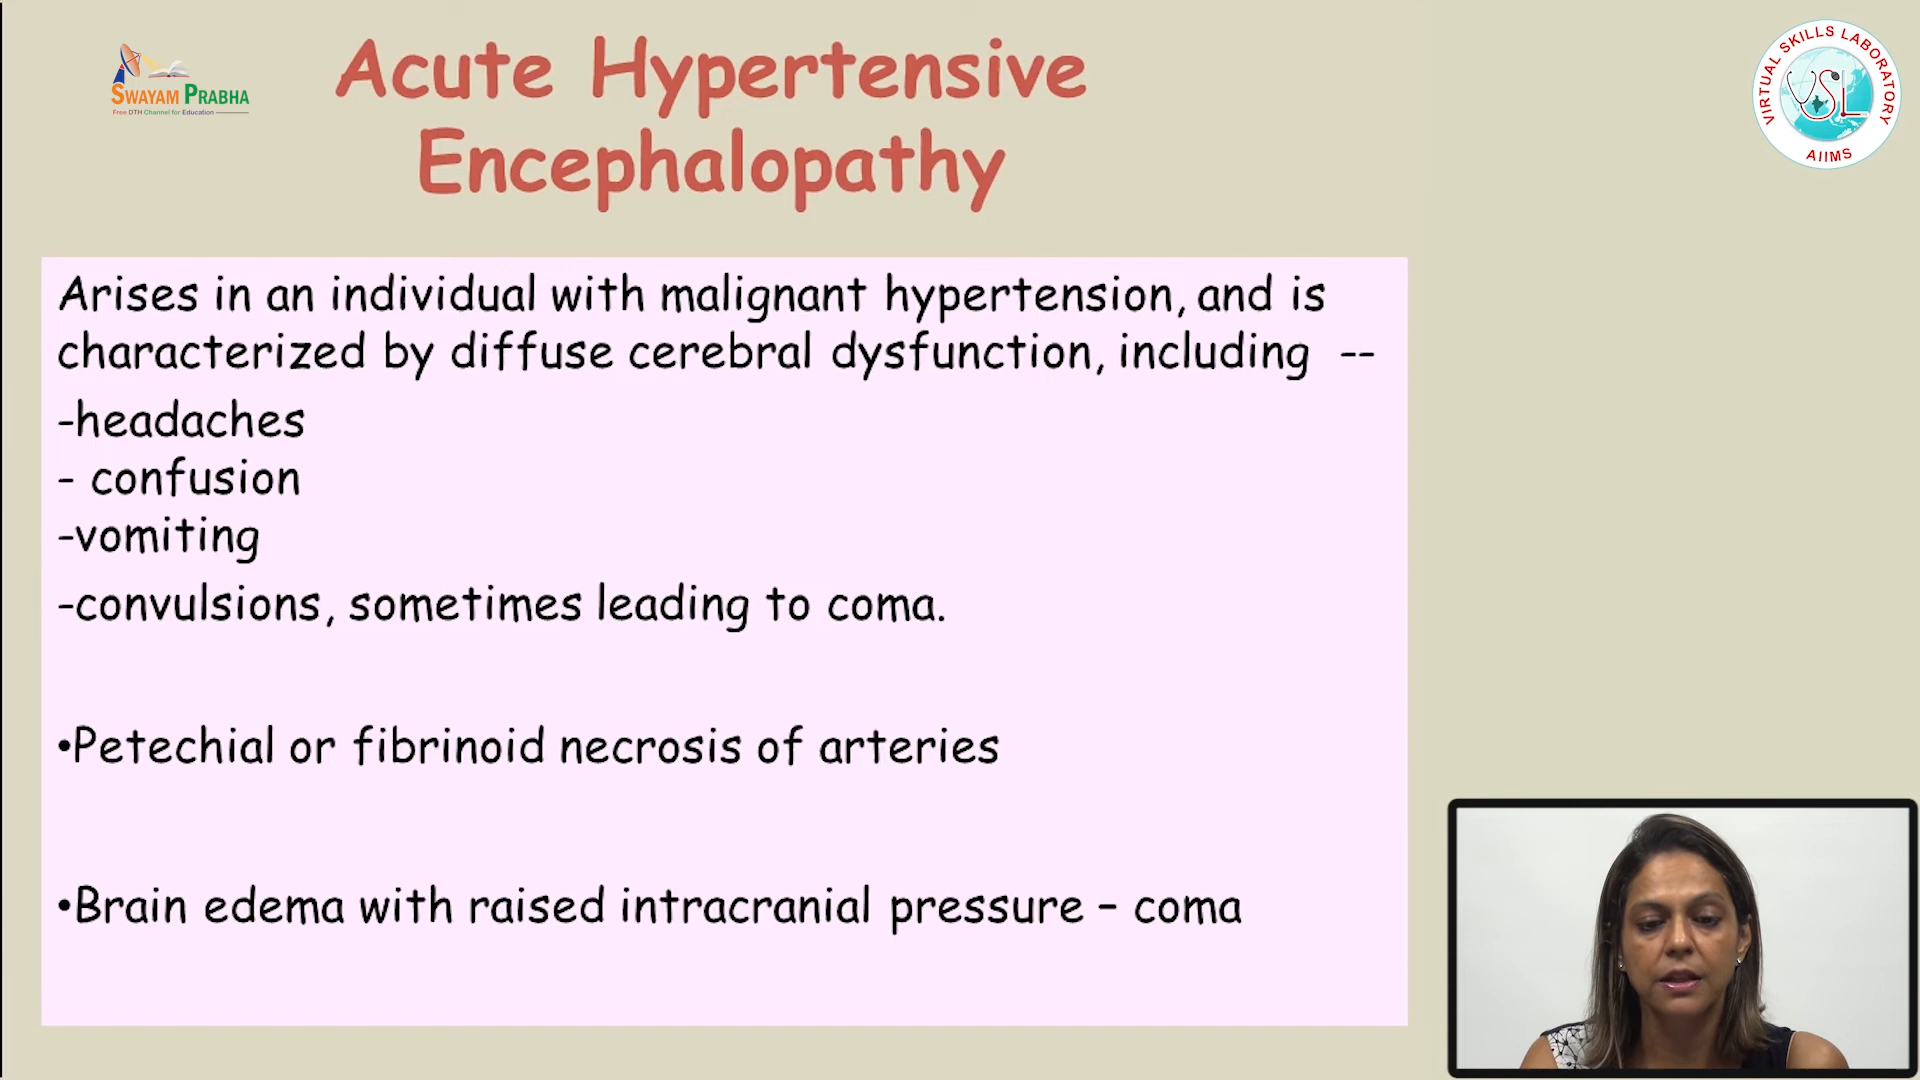 SWAYAM PRABHA
Free DTH Channel for Education
Acute Hypertensive
Encephalopathy
VIRTUAL SKILLS LABORATORY
VSL
AIIMS
Arises in an individual with malignant hypertension, and is
characterized by diffuse cerebral dysfunction, including --
-headaches
- confusion
-vomiting
-convulsions, sometimes leading to coma.
•Petechial or fibrinoid necrosis of arteries
•Brain edema with raised intracranial pressure – coma